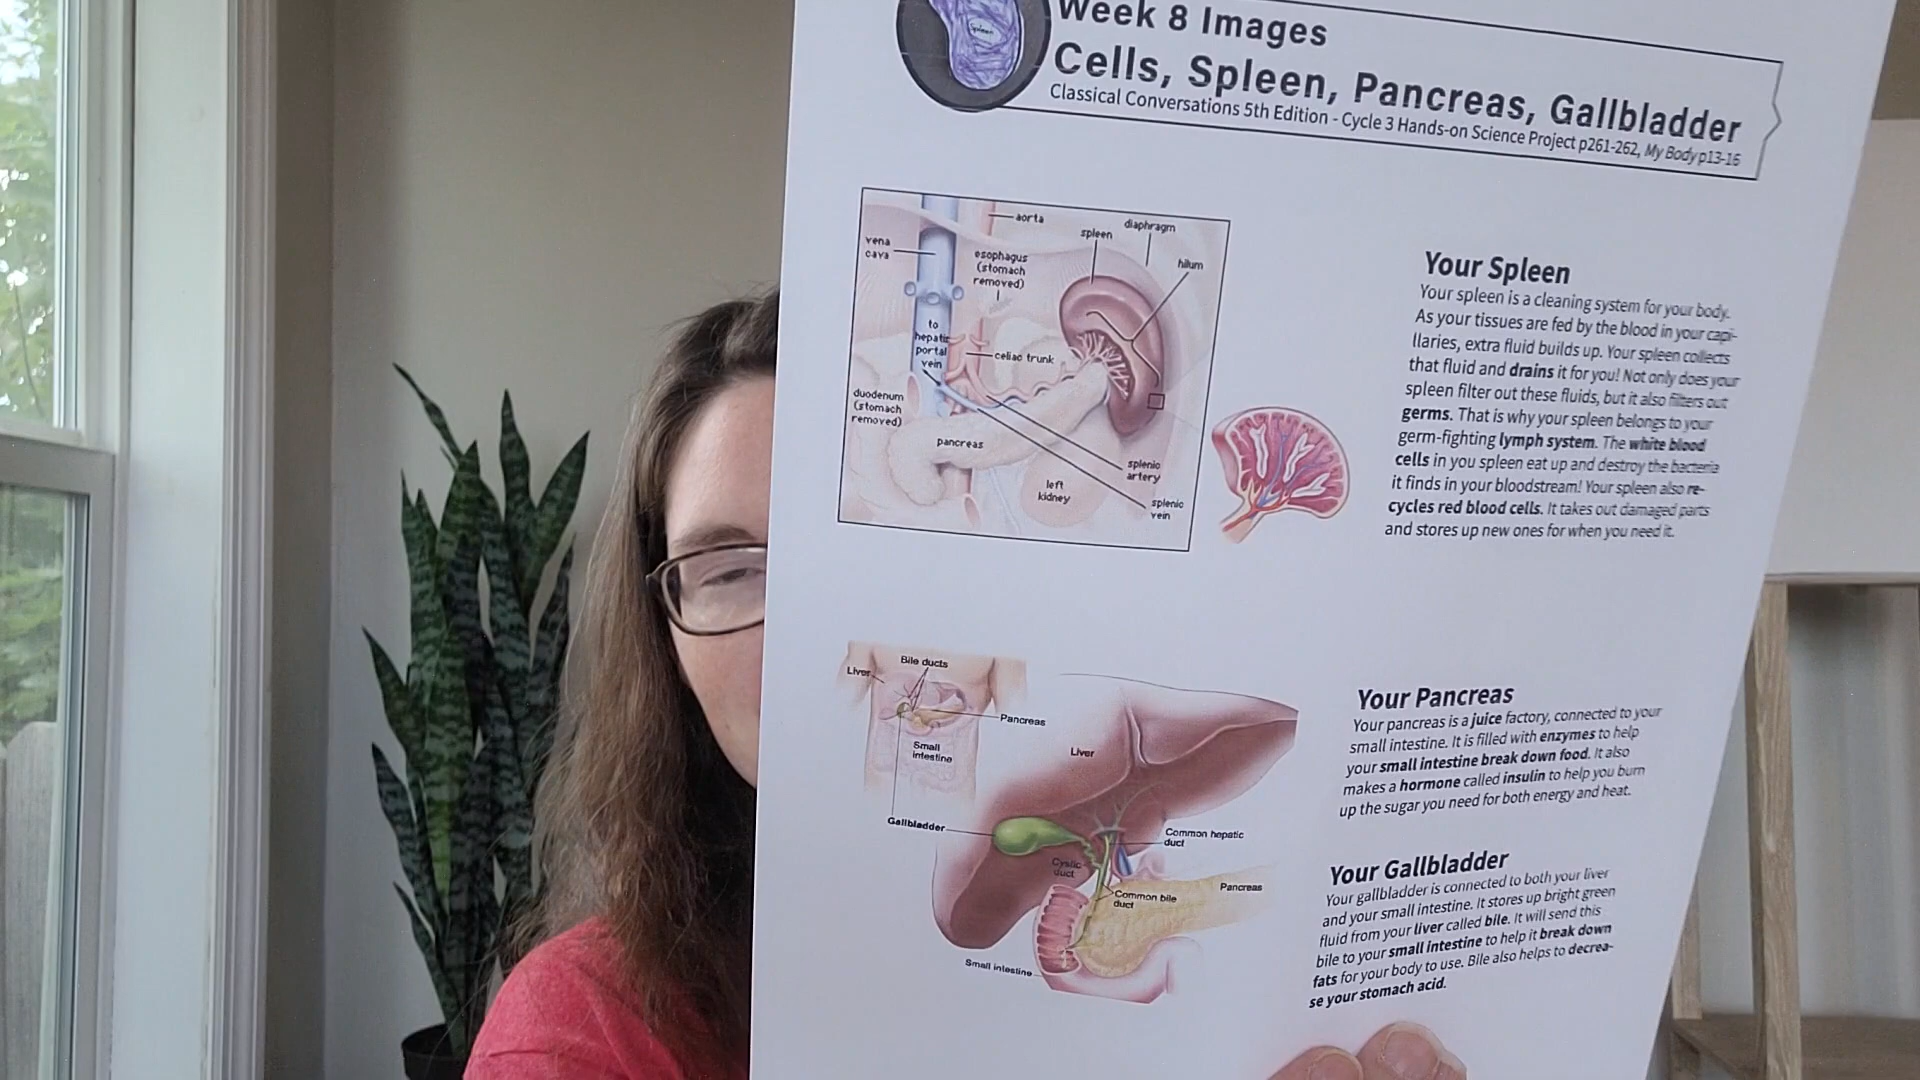 Spleen
Week 8 Images
Cells, Spleen, Pancreas, Gallbladder
Classical Conversations 5th Edition - Cycle 3 Hands-on Science Project p261-262, My Body p13-16
aorta
diaphragm
spleen
vena
cava
esophagus
(stomach
removed)
hilum
to
hepatic
portal
vein
celiac trunk
duodenum
(stomach
removed)
pancreas
splenic
artery
left
kidney
splenic
vein
Your Spleen
Your spleen is a cleaning system for your body.
As your tissues are fed by the blood in your capi-
llaries, extra fluid builds up. Your spleen collects
that fluid and drains it for you! Not only does your
spleen filter out these fluids, but it also filters out
germs. That is why your spleen belongs to your
germ-fighting lymph system. The white blood
cells in you spleen eat up and destroy the bacteria
it finds in your bloodstream! Your spleen also re-
cycles red blood cells. It takes out damaged parts
and stores up new ones for when you need it.
Bile ducts
Liver
Pancreas
Small
intestine
Liver
Gallbladder
Common hepatic
duct
Cystic
duct
Common bile
duct
Pancreas
Small intestine
Your Pancreas
Your pancreas is a juice factory, connected to your
small intestine. It is filled with enzymes to help
your small intestine break down food. It also
makes a hormone called insulin to help you burn
up the sugar you need for both energy and heat.
Your Gallbladder
Your gallbladder is connected to both your liver
and your small intestine. It stores up bright green
fluid from your liver called bile. It will send this
bile to your small intestine to help it break down
fats for your body to use. Bile also helps to decrea-
se your stomach acid.